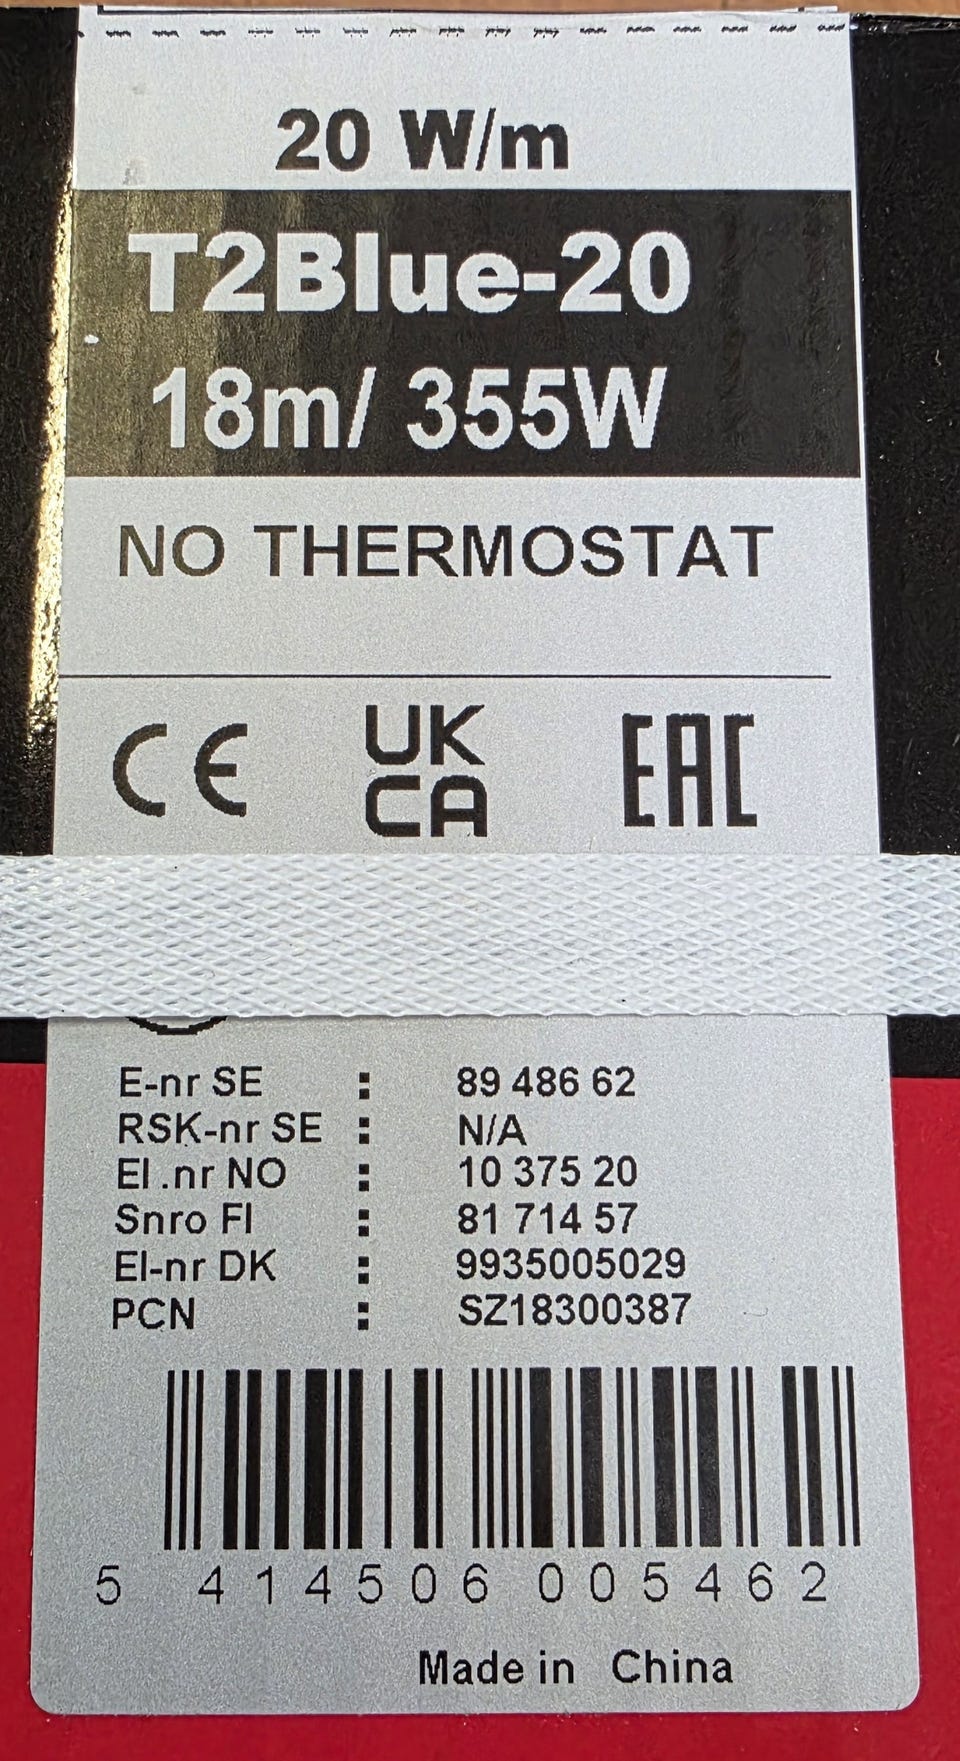 20 W/m
T2Blue-20
18m/ 355W
NO THERMOSTAT
CE UK CA EAC
E-nr SE : 89 486 62
RSK-nr SE : N/A
El .nr NO : 10 375 20
Snro FI : 81 714 57
El-nr DK : 9935005029
PCN : SZ18300387
5 414506 005462
Made in China